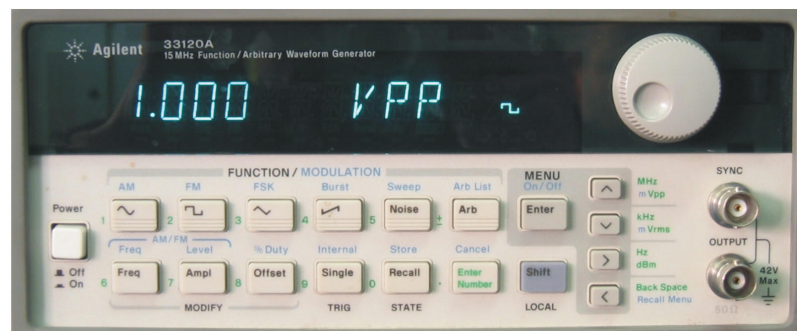 Agilent 33120A
15 MHz Function / Arbitrary Waveform Generator
1.000 VPP
FUNCTION / MODULATION
AM FM FSK Burst Sweep Arb List
MENU
On/Off
SYNC
Power
1 2 3 4 5 Noise ± Arb Enter
MHz
mVpp
kHz
mVrms
AM/FM
Freq Level % Duty Internal Store Cancel
OUTPUT
Off
On
6 Freq 7 Ampl 8 Offset 9 Single 0 Recall . Enter Number Shift
Hz
dBm
Back Space
Recall Menu
42V
Max
MODIFY TRIG STATE LOCAL